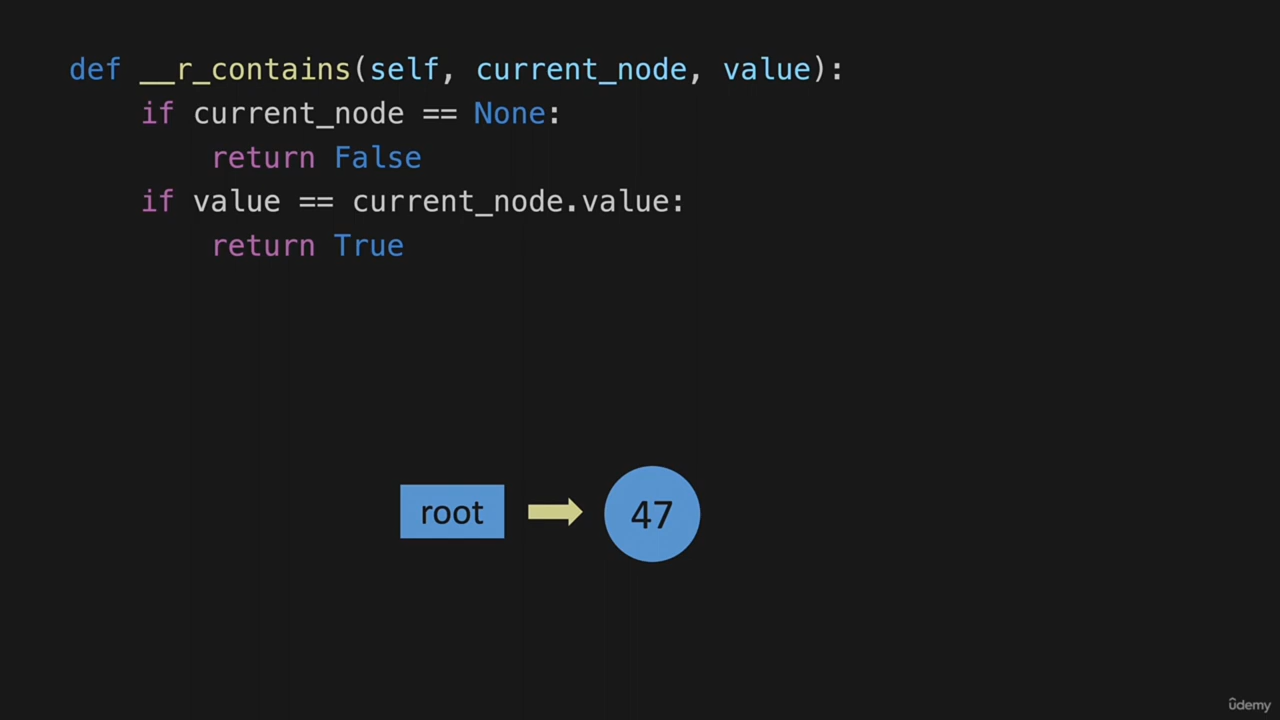 def __r_contains(self, current_node, value):
    if current_node == None:
        return False
    if value == current_node.value:
        return True
root
47
ûdemy